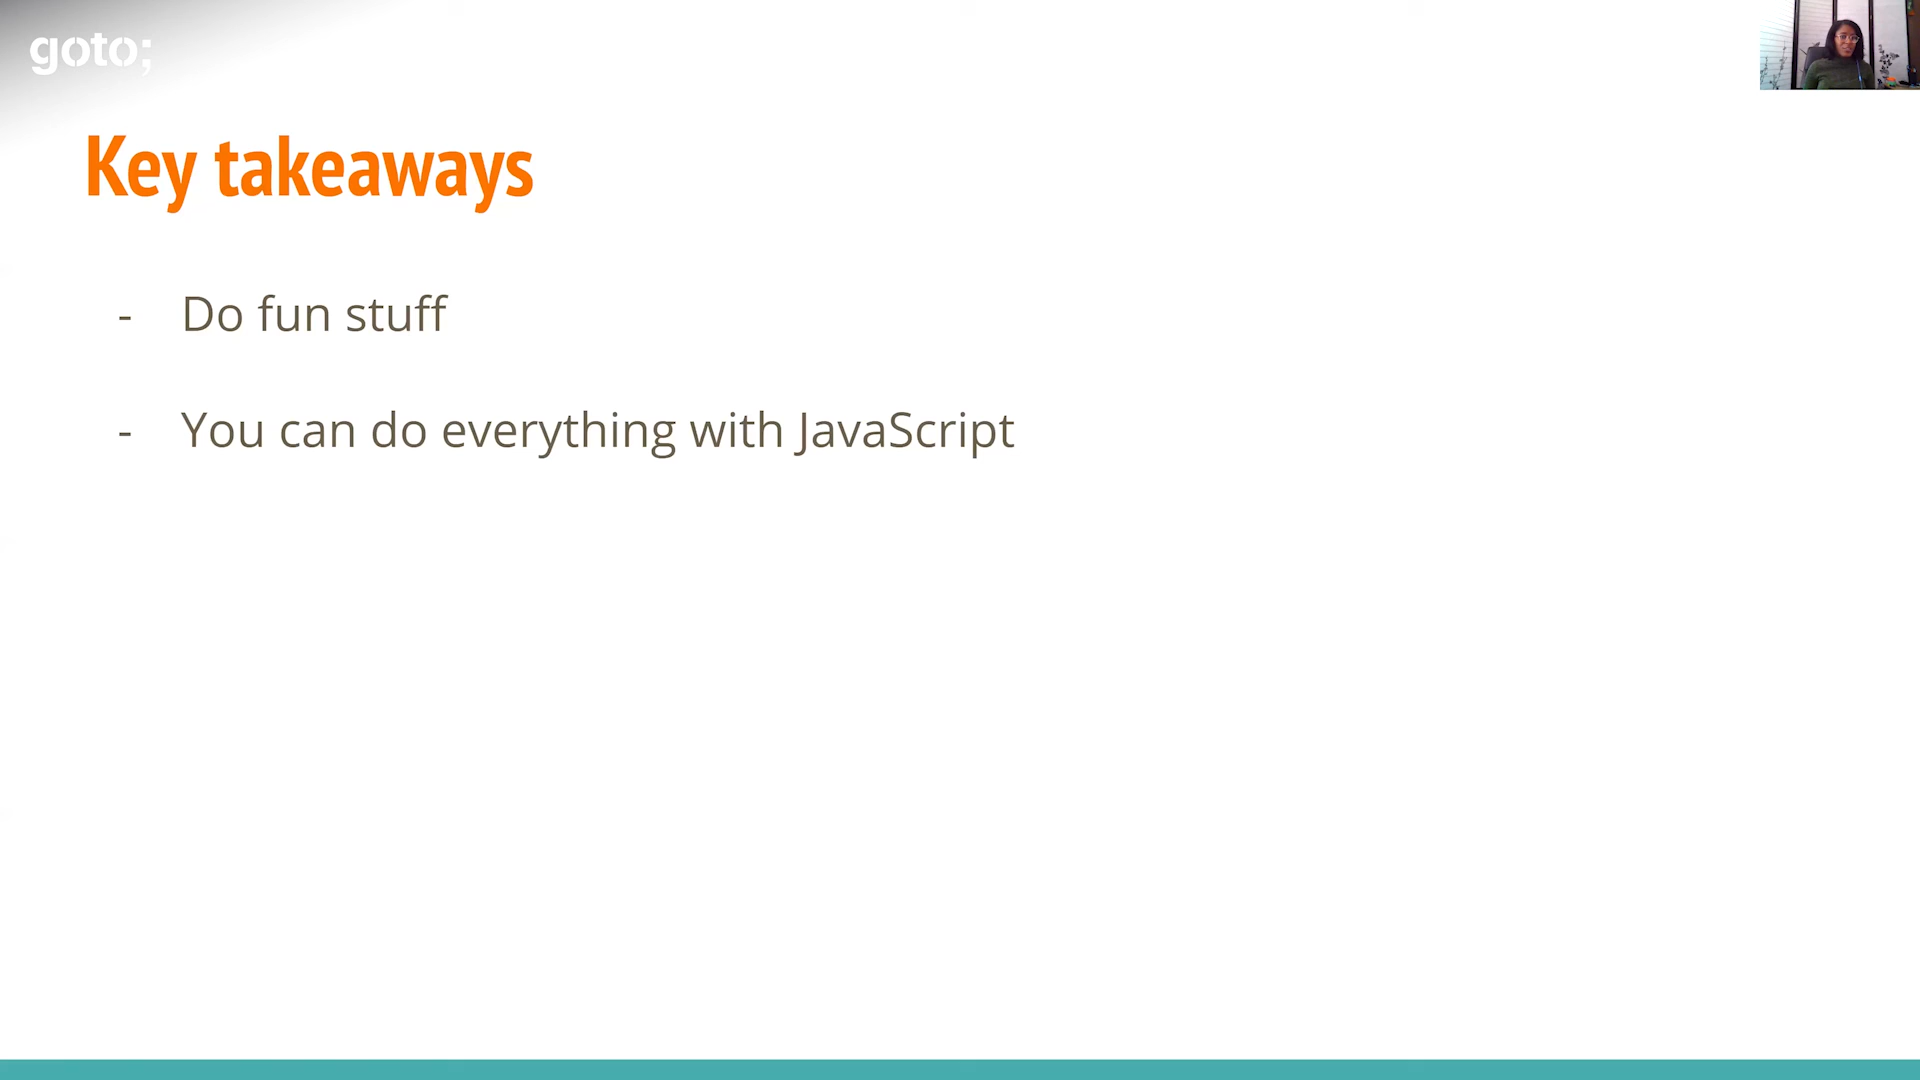 goto;
Key takeaways
- Do fun stuff
- You can do everything with JavaScript